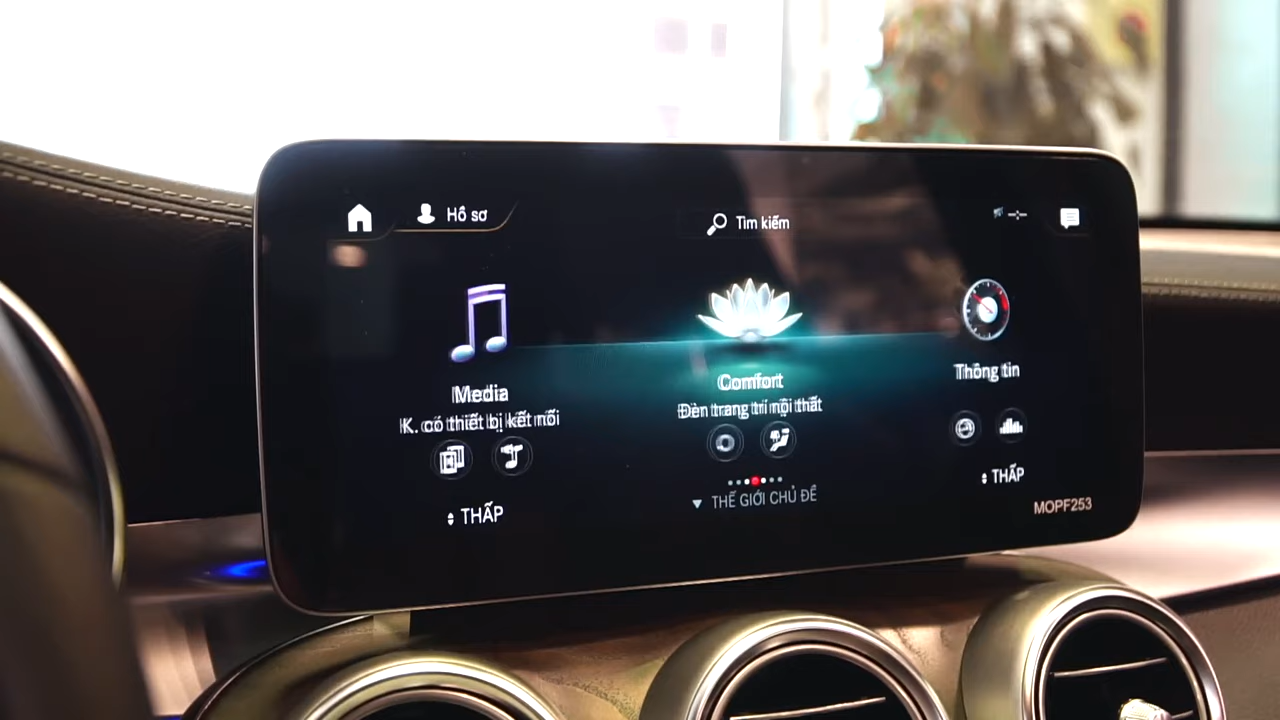 Hồ sơ
Tìm kiếm
Media
K. có thiết bị kết nối
Comfort
Đèn trang trí nội thất
Thông tin
THẤP
THẾ GIỚI CHỦ ĐỀ
THẤP
MOPF253